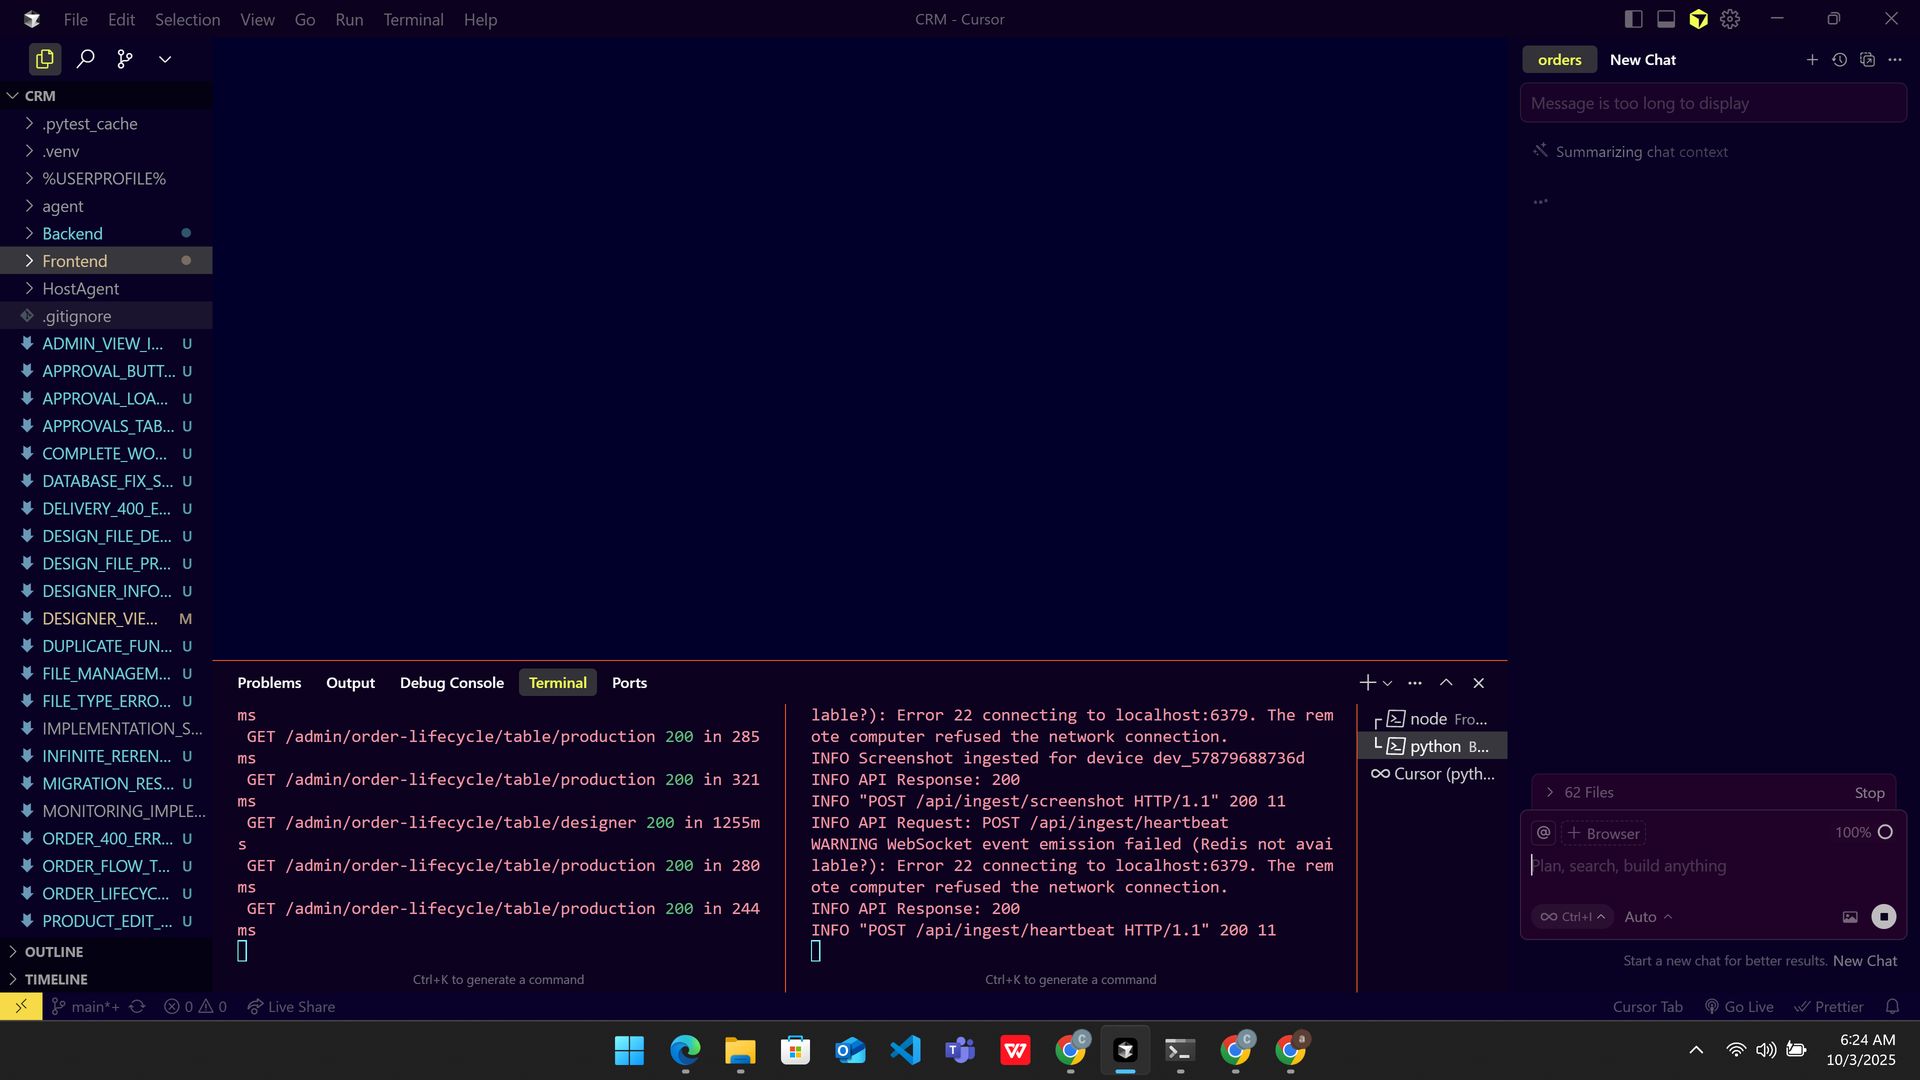 File Edit Selection View Go Run Terminal Help
CRM - Cursor
CRM
.pytest_cache
.venv
%USERPROFILE%
agent
Backend
Frontend
HostAgent
.gitignore
ADMIN_VIEW_I... U
APPROVAL_BUTT... U
APPROVAL_LOA... U
APPROVALS_TAB... U
COMPLETE_WO... U
DATABASE_FIX_S... U
DELIVERY_400_E... U
DESIGN_FILE_DE... U
DESIGN_FILE_PR... U
DESIGNER_INFO... U
DESIGNER_VIE... M
DUPLICATE_FUN... U
FILE_MANAGEM... U
FILE_TYPE_ERRO... U
IMPLEMENTATION_S...
INFINITE_REREN... U
MIGRATION_RES... U
MONITORING_IMPLE...
ORDER_400_ERR... U
ORDER_FLOW_T... U
ORDER_LIFECYC... U
PRODUCT_EDIT_... U
OUTLINE
TIMELINE
Problems Output Debug Console Terminal Ports
ms
GET /admin/order-lifecycle/table/production 200 in 285
ms
GET /admin/order-lifecycle/table/production 200 in 321
ms
GET /admin/order-lifecycle/table/designer 200 in 1255m
s
GET /admin/order-lifecycle/table/production 200 in 280
ms
GET /admin/order-lifecycle/table/production 200 in 244
ms
Ctrl+K to generate a command
lable?): Error 22 connecting to localhost:6379. The rem
ote computer refused the network connection.
INFO Screenshot ingested for device dev_57879688736d
INFO API Response: 200
INFO "POST /api/ingest/screenshot HTTP/1.1" 200 11
INFO API Request: POST /api/ingest/heartbeat
WARNING WebSocket event emission failed (Redis not avai
lable?): Error 22 connecting to localhost:6379. The rem
ote computer refused the network connection.
INFO API Response: 200
INFO "POST /api/ingest/heartbeat HTTP/1.1" 200 11
Ctrl+K to generate a command
node Fro...
python B...
Cursor (pyth...
orders New Chat
Message is too long to display
Summarizing chat context
...
62 Files Stop
@ + Browser 100%
Plan, search, build anything
∞ Ctrl+I Auto
Start a new chat for better results. New Chat
main*+ 0 0 Live Share
Cursor Tab Go Live Prettier
6:24 AM
10/3/2025